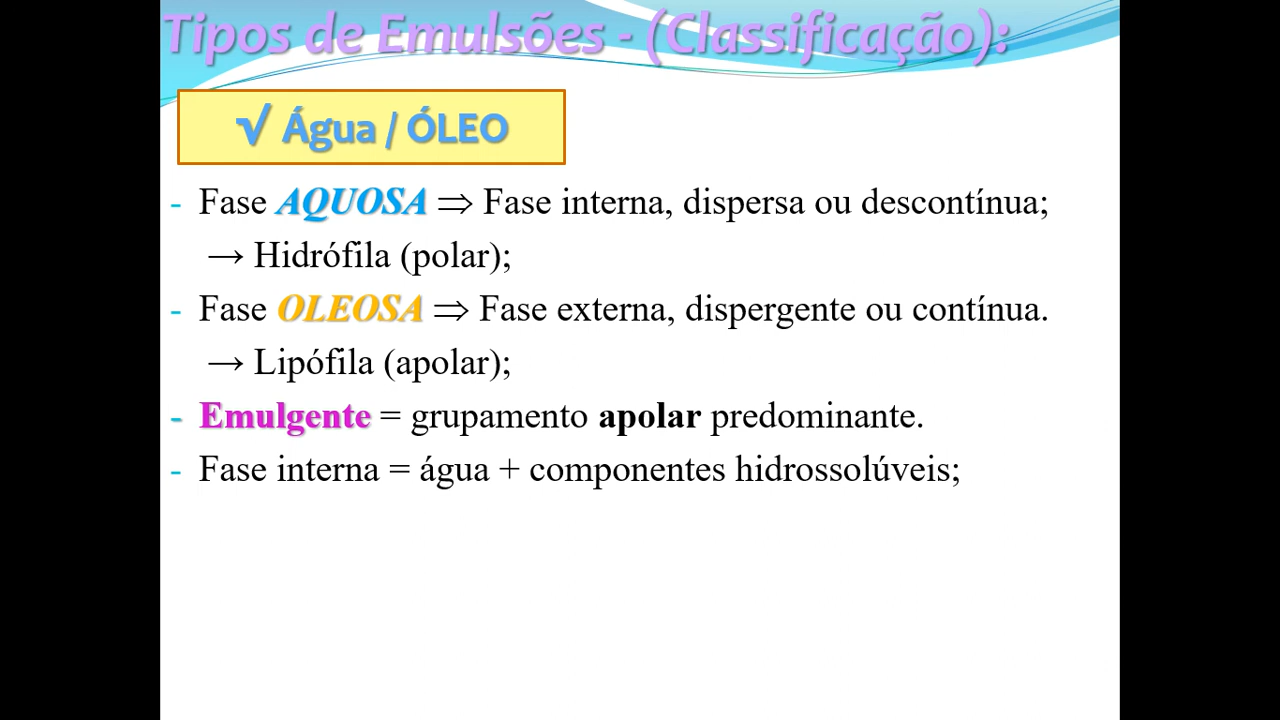 Tipos de Emulsões - (Classificação):
√ Água / ÓLEO
- Fase AQUOSA ⇒ Fase interna, dispersa ou descontínua;
→ Hidrófila (polar);
- Fase OLEOSA ⇒ Fase externa, dispergente ou contínua.
→ Lipófila (apolar);
- Emulgente = grupamento apolar predominante.
- Fase interna = água + componentes hidrossolúveis;